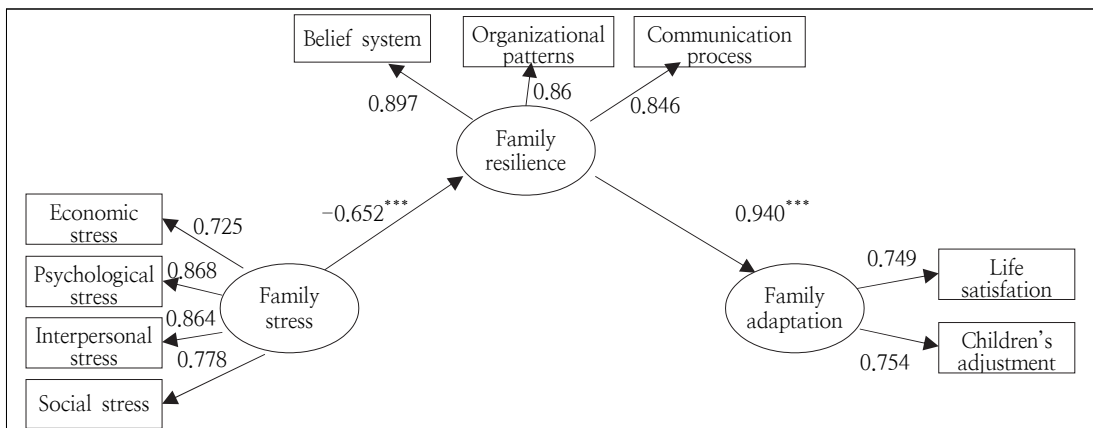 Belief system
Organizational
patterns
Communication
process
0.897
0.86
0.846
Family
resilience
Economic
stress
0.725
−0.652***
0.940***
Psychological
stress
0.868
Family
stress
0.749
Life
satisfation
Family
adaptation
Interpersonal
stress
0.864
0.778
0.754
Children's
adjustment
Social stress